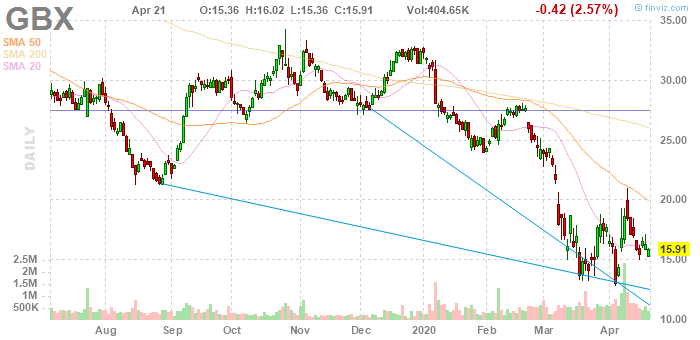 GBX Apr 21 O:15.36 H:16.02 L:15.36 C:15.91 Vol:404.65K -0.42 (2.57%)
© finviz.com
SMA 50
SMA 200
SMA 20
DAILY
35.00
30.00
25.00
20.00
15.91
15.00
10.00
2.5M
2M
1.5M
1M
500K
Aug Sep Oct Nov Dec 2020 Feb Mar Apr